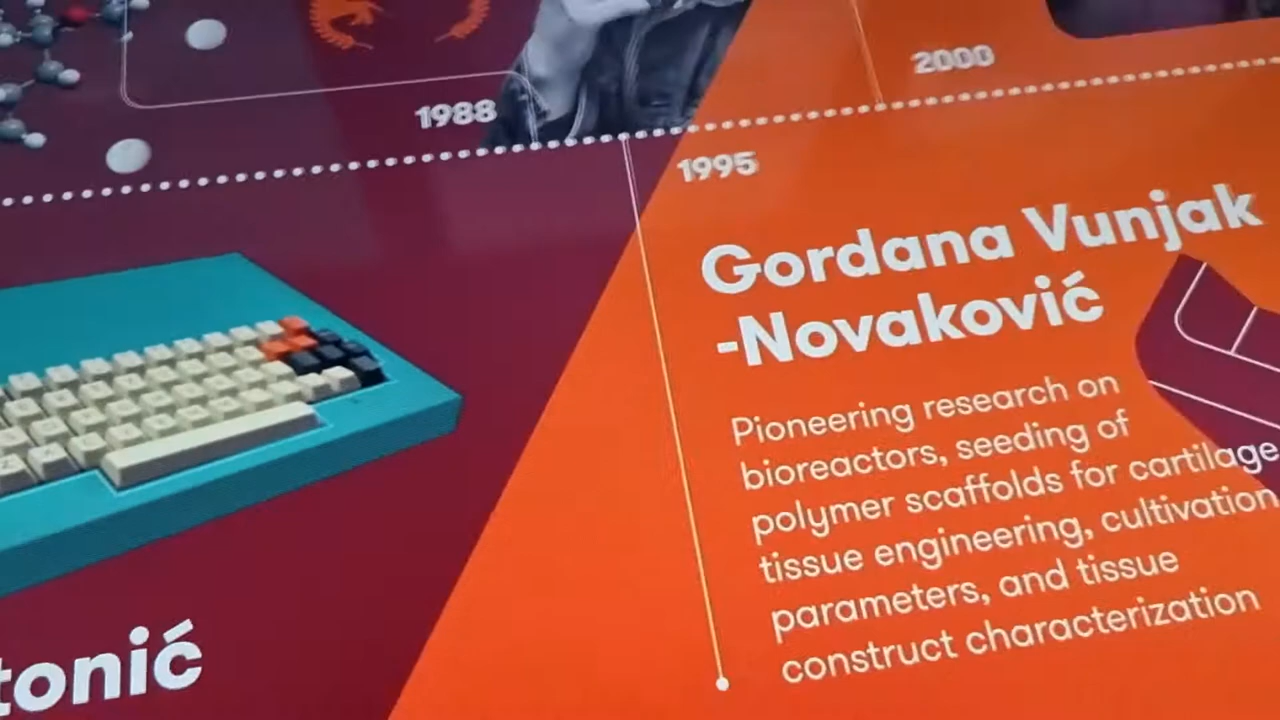 2000
1988
1995
Gordana Vunjak
-Novaković
Pioneering research on
bioreactors, seeding of
polymer scaffolds for cartilage
tissue engineering, cultivation
parameters, and tissue
construct characterization
tonić